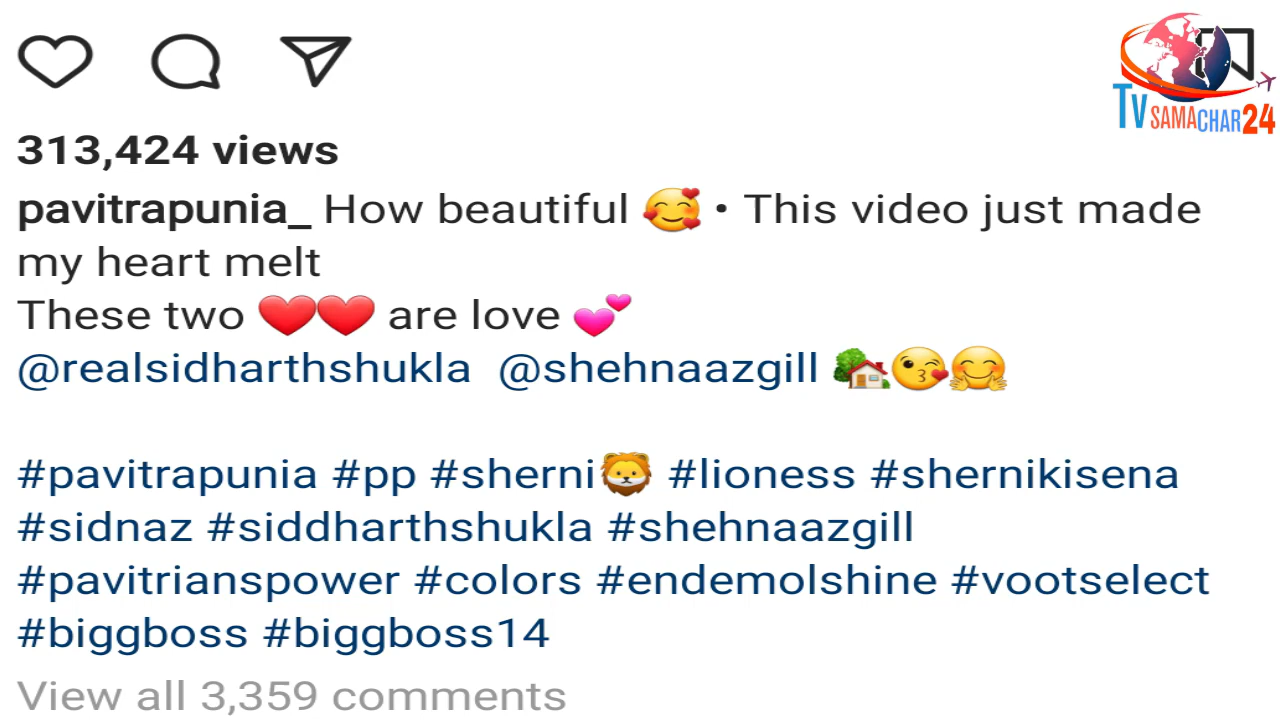 TV SAMACHAR 24
313,424 views
pavitrapunia_ How beautiful 🥰 • This video just made
my heart melt
These two ❤️❤️ are love 💕
@realsidharthshukla @shehnaazgill 🏡😘🤗
#pavitrapunia #pp #sherni🦁 #lioness #shernikisena
#sidnaz #siddharthshukla #shehnaazgill
#pavitrianspower #colors #endemolshine #vootselect
#biggboss #biggboss14
View all 3,359 comments